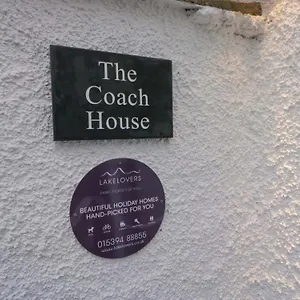 The
Coach
House
LAKELOVERS
BEAUTIFUL HOLIDAY HOMES
HAND-PICKED FOR YOU
015394 88855